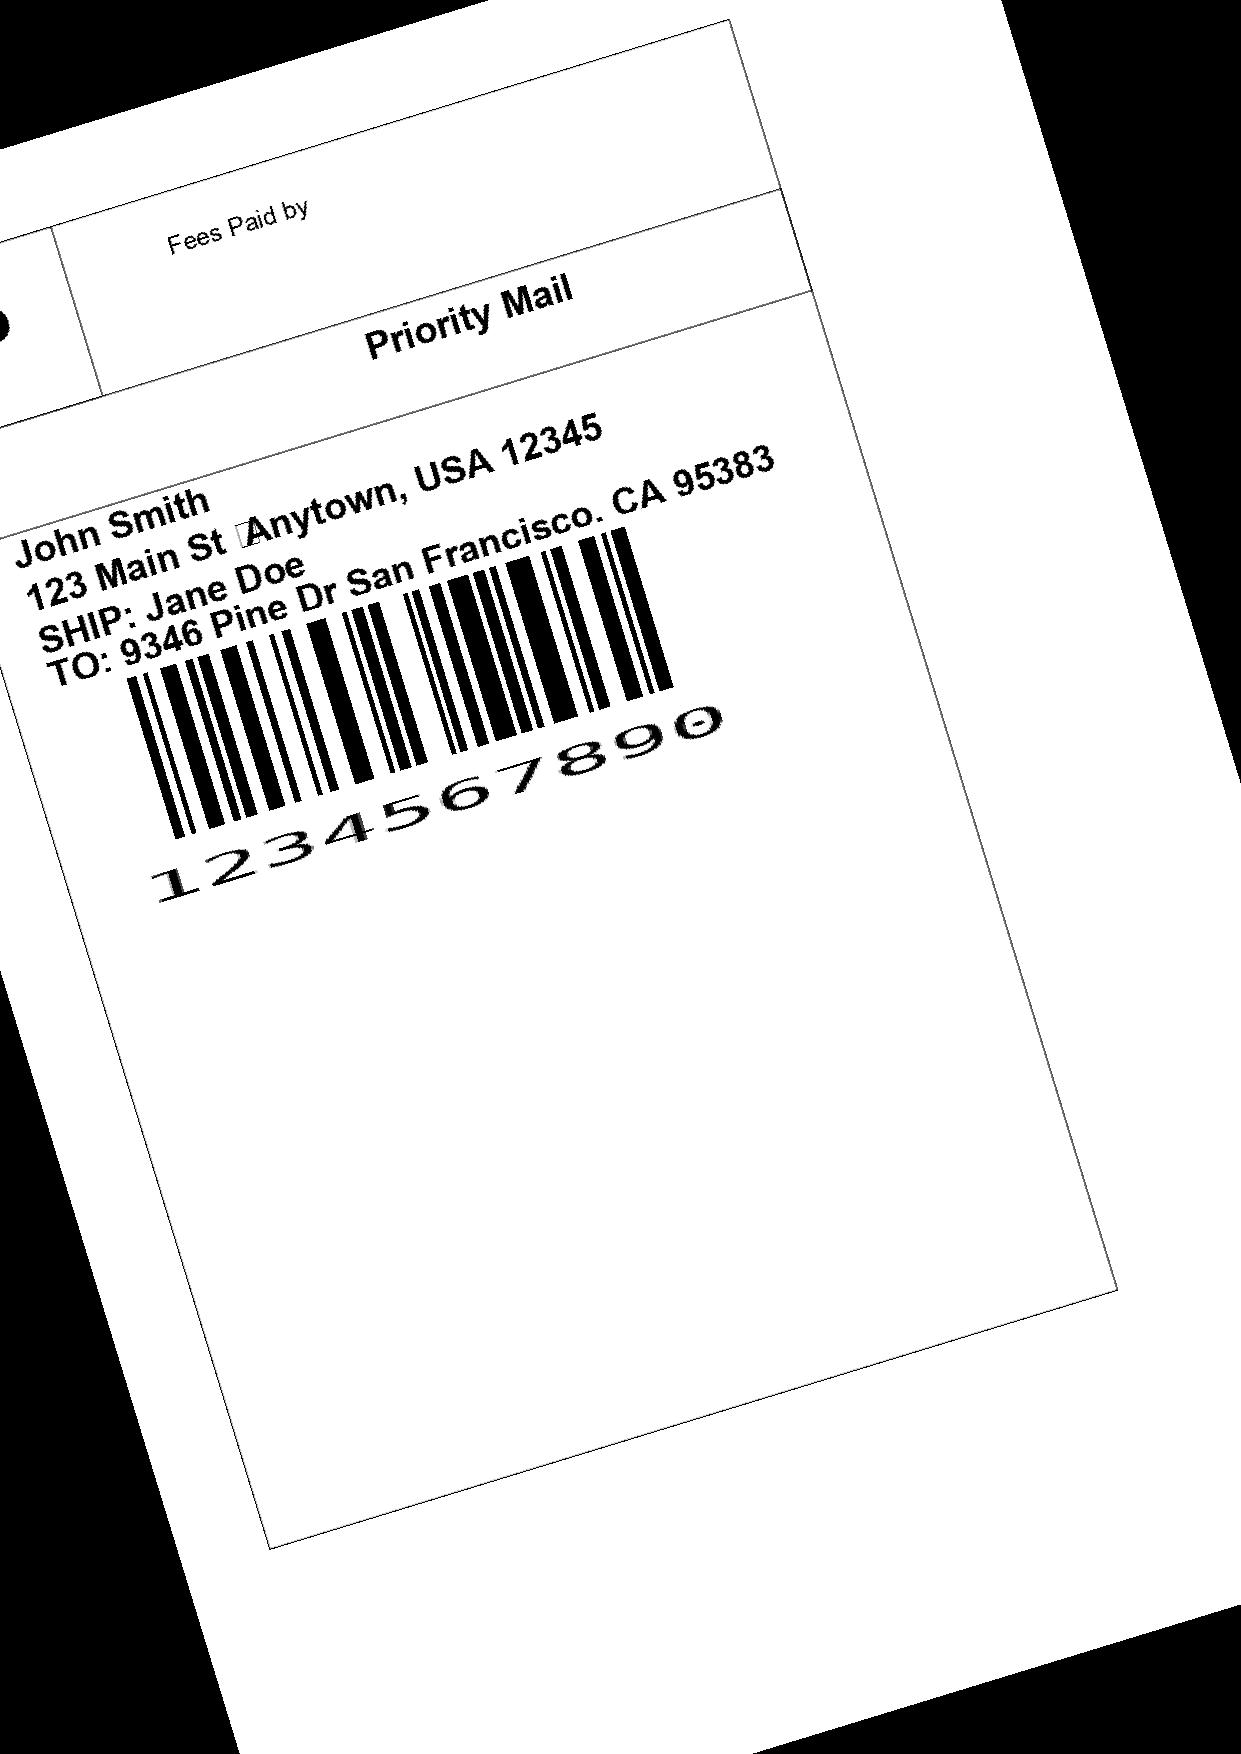 Fees Paid by
Priority Mail
John Smith
123 Main St Anytown, USA 12345
SHIP: Jane Doe
TO: 9346 Pine Dr San Francisco. CA 95383
1234567890